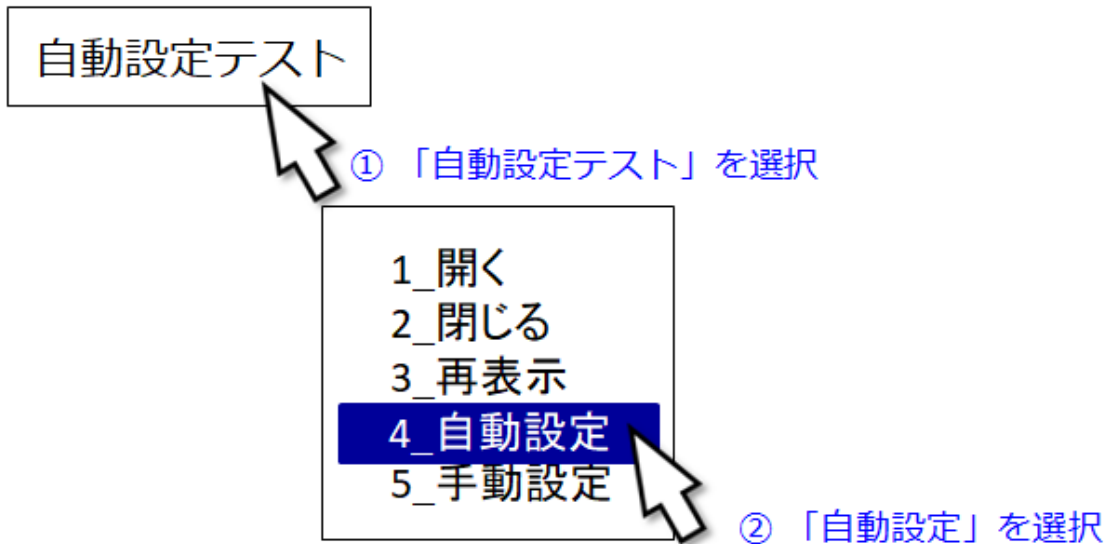 自動設定テスト
① 「自動設定テスト」を選択
1_開く
2_閉じる
3_再表示
4_自動設定
5_手動設定
② 「自動設定」を選択